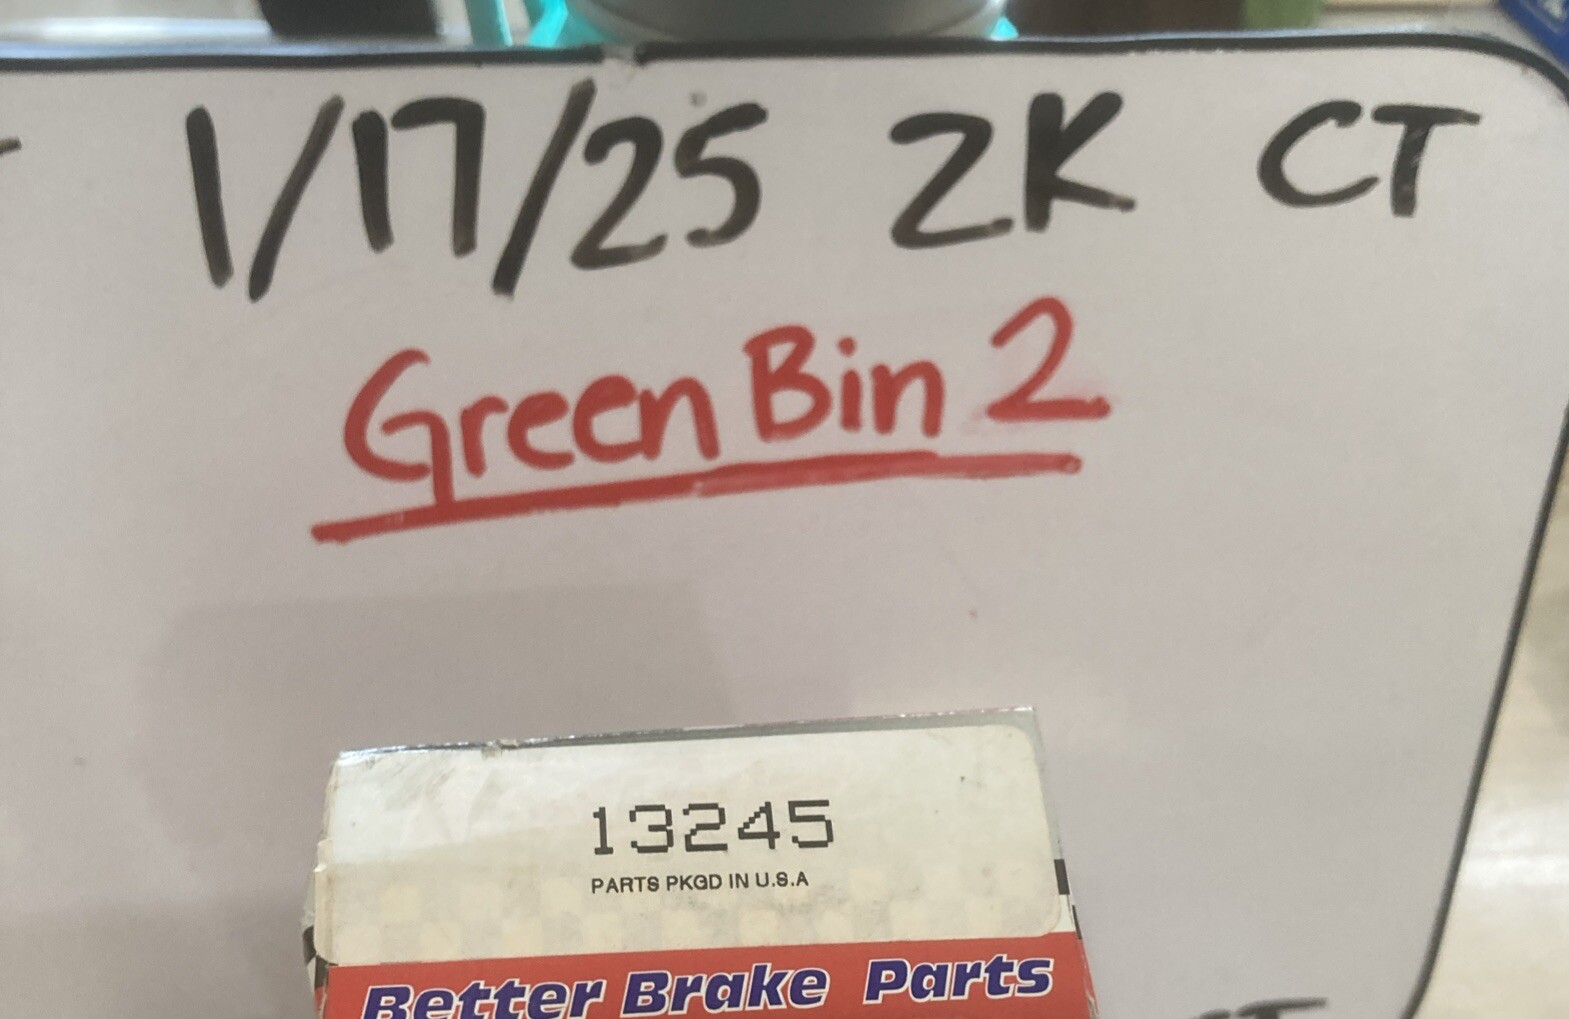 1/17/25 2K CT
Green Bin 2
13245
PARTS PKGD IN U.S.A
Better Brake Parts